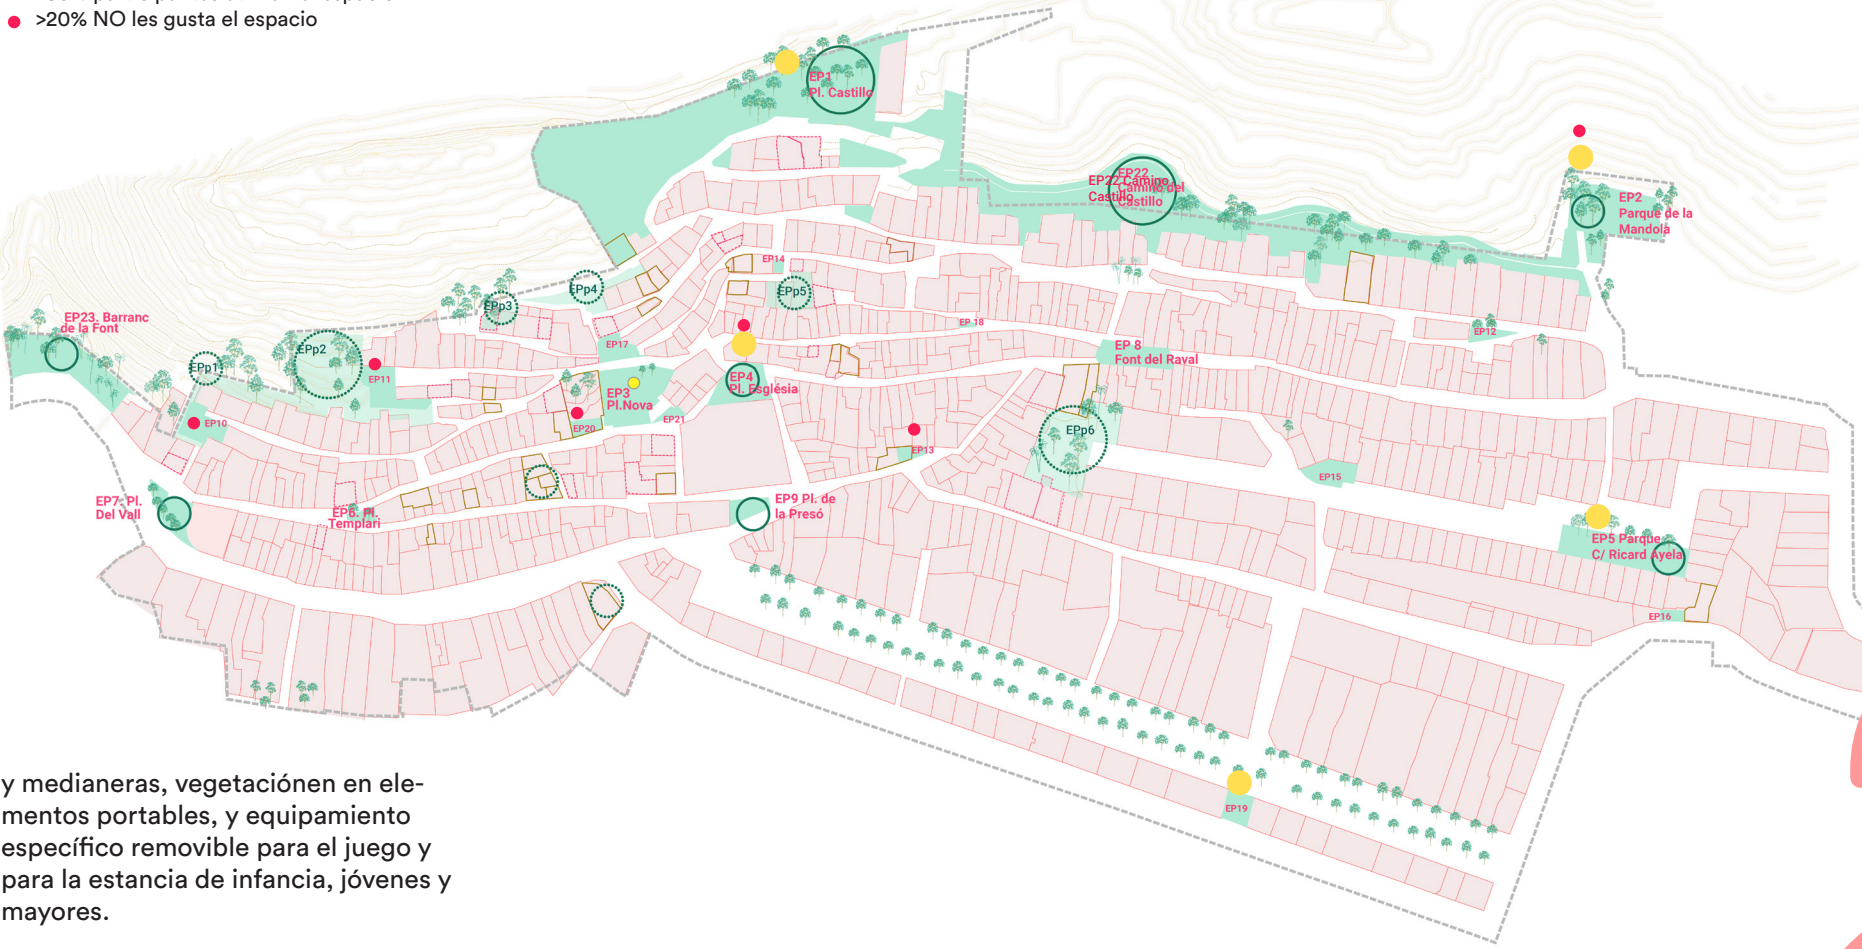 >20% NO les gusta el espacio
EP1
Pl. Castillo
EP22
EP22 Camino
Camino del
Castillo
Castillo
EP2
Parque de la
Mandola
EP14
EPp4
EPp5
EPp3
EP23. Barranc
de la Font
EP 18
EP12
EP17
EP 8
Font del Raval
EPp2
EPp1
EP11
EP4
Pl. Església
EP3
Pl.Nova
EP21
EP10
EP20
EPp6
EP13
EP15
EP7. Pl.
Del Vall
EP6. Pl.
Templari
EP9 Pl. de
la Presó
EP5 Parque
C/ Ricard Ayela
EP16
EP19
y medianeras, vegetaciónen en ele-
mentos portables, y equipamiento
específico removible para el juego y
para la estancia de infancia, jóvenes y
mayores.